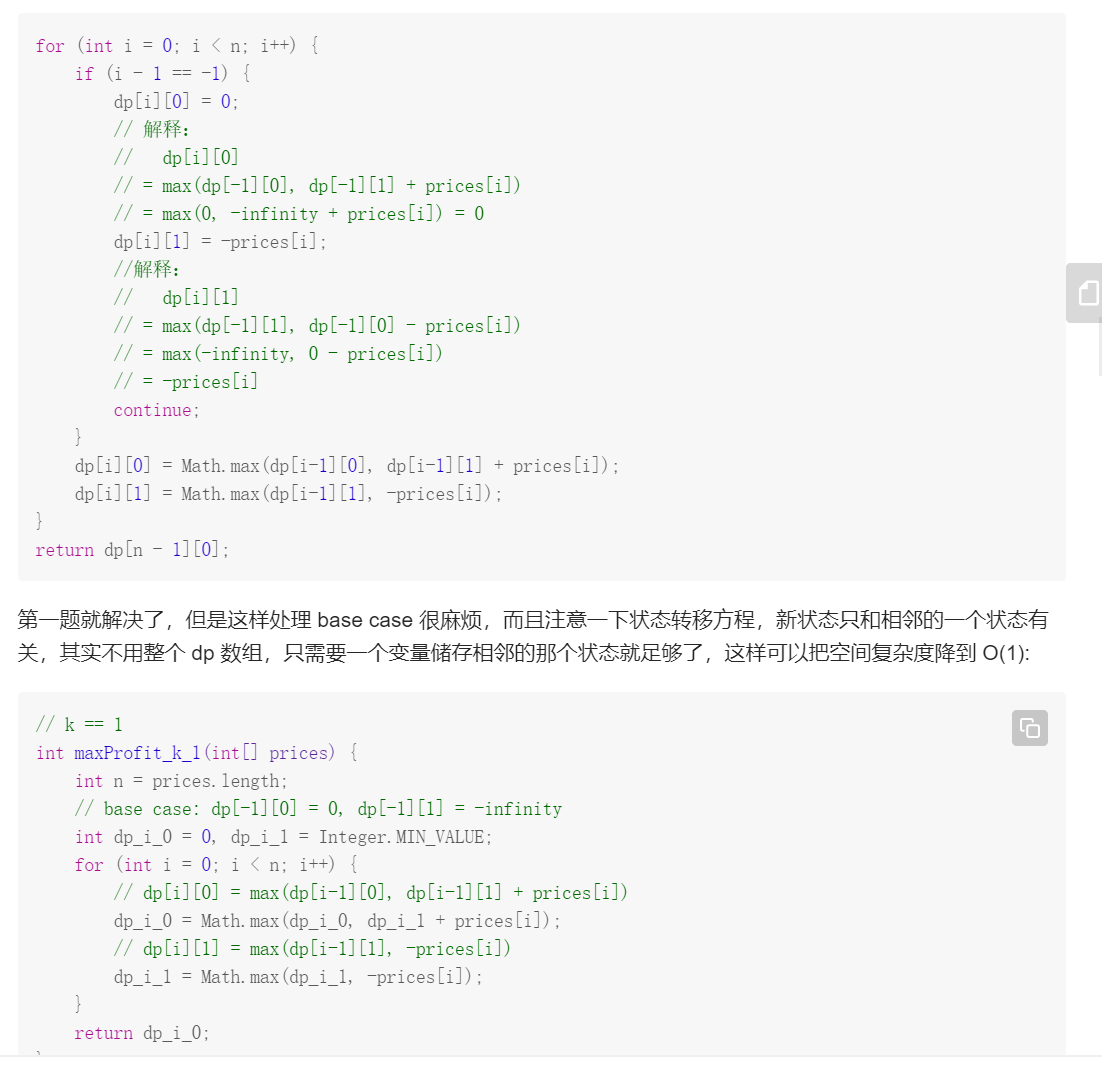 for (int i = 0; i < n; i++) {
    if (i - 1 == -1) {
        dp[i][0] = 0;
        // 解释：
        //   dp[i][0]
        // = max(dp[-1][0], dp[-1][1] + prices[i])
        // = max(0, -infinity + prices[i]) = 0
        dp[i][1] = -prices[i];
        //解释：
        //   dp[i][1]
        // = max(dp[-1][1], dp[-1][0] - prices[i])
        // = max(-infinity, 0 - prices[i])
        // = -prices[i]
        continue;
    }
    dp[i][0] = Math.max(dp[i-1][0], dp[i-1][1] + prices[i]);
    dp[i][1] = Math.max(dp[i-1][1], -prices[i]);
}
return dp[n - 1][0];
第一题就解决了，但是这样处理 base case 很麻烦，而且注意一下状态转移方程，新状态只和相邻的一个状态有
关，其实不用整个 dp 数组，只需要一个变量储存相邻的那个状态就足够了，这样可以把空间复杂度降到 O(1):
// k == 1
int maxProfit_k_1(int[] prices) {
    int n = prices.length;
    // base case: dp[-1][0] = 0, dp[-1][1] = -infinity
    int dp_i_0 = 0, dp_i_1 = Integer.MIN_VALUE;
    for (int i = 0; i < n; i++) {
        // dp[i][0] = max(dp[i-1][0], dp[i-1][1] + prices[i])
        dp_i_0 = Math.max(dp_i_0, dp_i_1 + prices[i]);
        // dp[i][1] = max(dp[i-1][1], -prices[i])
        dp_i_1 = Math.max(dp_i_1, -prices[i]);
    }
    return dp_i_0;